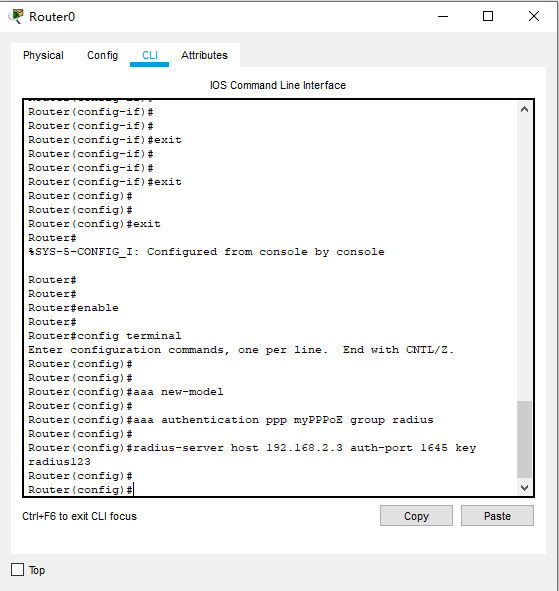 Router0
Physical Config CLI Attributes
IOS Command Line Interface
Router(config-if)#
Router(config-if)#
Router(config-if)#
Router(config-if)#exit
Router(config-if)#
Router(config-if)#
Router(config-if)#exit
Router(config)#
Router(config)#
Router(config)#exit
Router#
%SYS-5-CONFIG_I: Configured from console by console
Router#
Router#
Router#enable
Router#
Router#config terminal
Enter configuration commands, one per line.  End with CNTL/Z.
Router(config)#
Router(config)#
Router(config)#aaa new-model
Router(config)#
Router(config)#aaa authentication ppp myPPPoE group radius
Router(config)#
Router(config)#radius-server host 192.168.2.3 auth-port 1645 key
radius123
Router(config)#
Router(config)#
Ctrl+F6 to exit CLI focus
Copy Paste
Top